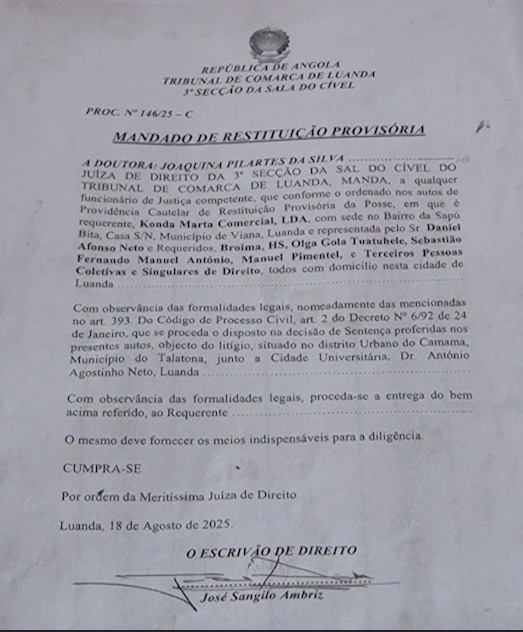 REPÚBLICA DE ANGOLA
TRIBUNAL DE COMARCA DE LUANDA
3ª SECÇÃO DA SALA DO CÍVEL
PROC. Nº 146/25 – C
MANDADO DE RESTITUIÇÃO PROVISÓRIA
A DOUTORA: JOAQUINA PILARTES DA SILVA ..............................
JUÍZA DE DIREITO DA 3ª SECÇÃO DA SAL DO CÍVEL DO
TRIBUNAL DE COMARCA DE LUANDA, MANDA, a qualquer
funcionário de Justiça competente, que conforme o ordenado nos autos de
Providência Cautelar de Restituição Provisória da Posse, em que é
requerente, Konda Marta Comercial, LDA, com sede no Bairro da Sapú
Bita, Casa S/N, Município de Viana, Luanda e representada pelo Sr. Daniel
Afonso Neto e Requeridos, Broima, HS, Olga Gola Tuatuhele, Sebastião
Fernando Manuel António, Manuel Pimentel, e Terceiros Pessoas
Coletivas e Singulares de Direito, todos com domicílio nesta cidade de
Luanda ............................................................
Com observância das formalidades legais, nomeadamente das mencionadas
no art. 393. Do Código de Processo Civil, art. 2 do Decreto Nº 6/92 de 24
de Janeiro, que se proceda o disposto na decisão de Sentença proferidas nos
presentes autos, objecto do litígio, situado no distrito Urbano do Camama,
Município do Talatona, junto a Cidade Universitária, Dr. António
Agostinho Neto, Luanda ............................................................
Com observância das formalidades legais, proceda-se a entrega do bem
acima referido, ao Requerente ..................................................
O mesmo deve fornecer os meios indispensáveis para a diligência.
CUMPRA-SE
Por ordem da Meritíssima Juíza de Direito
Luanda, 18 de Agosto de 2025.
O ESCRIVÃO DE DIREITO
José Sangilo Ambriz